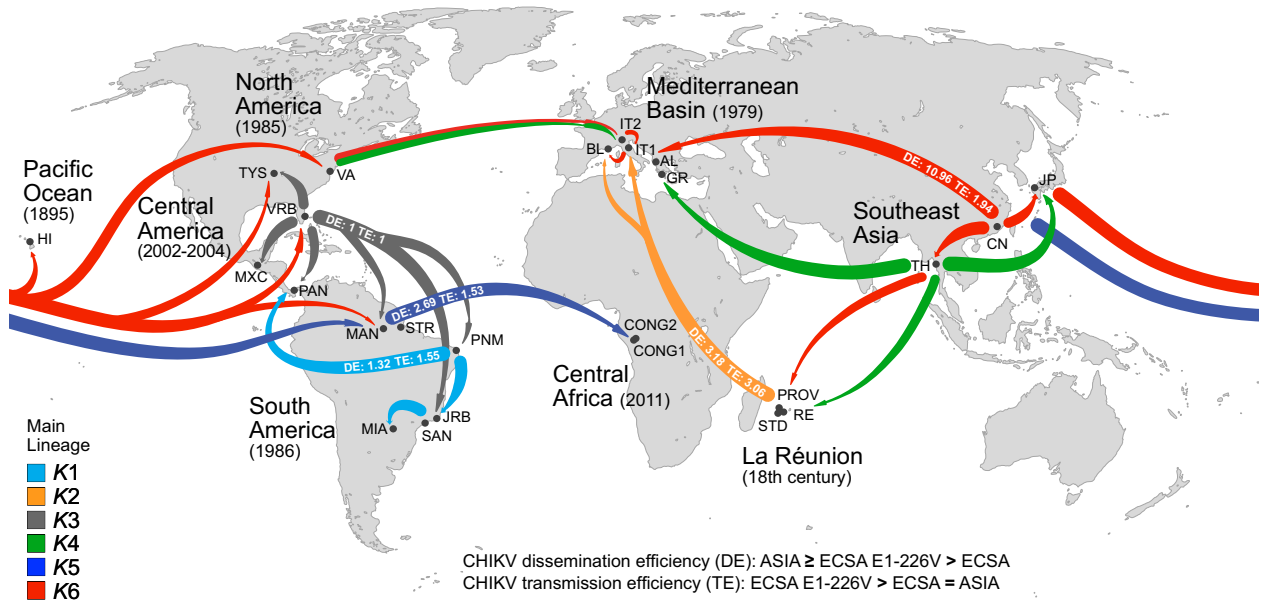 North
America
(1985)
Mediterranean
Basin (1979)
IT2
BL
IT1
AL
GR
DE: 10.96 TE: 1.94
JP
Pacific
Ocean
(1895)
HI
TYS
VA
Central
America
(2002-2004)
VRB
DE: 1 TE: 1
MXC
PAN
Southeast
Asia
CN
TH
DE: 2.69 TE: 1.53
MAN
STR
PNM
CONG2
CONG1
DE: 1.32 TE: 1.55
DE: 3.18 TE: 3.06
Central
Africa (2011)
PROV
RE
STD
South
America
(1986)
MIA
JRB
SAN
La Réunion
(18th century)
Main
Lineage
K1
K2
K3
K4
K5
K6
CHIKV dissemination efficiency (DE): ASIA ≥ ECSA E1-226V > ECSA
CHIKV transmission efficiency (TE): ECSA E1-226V > ECSA = ASIA